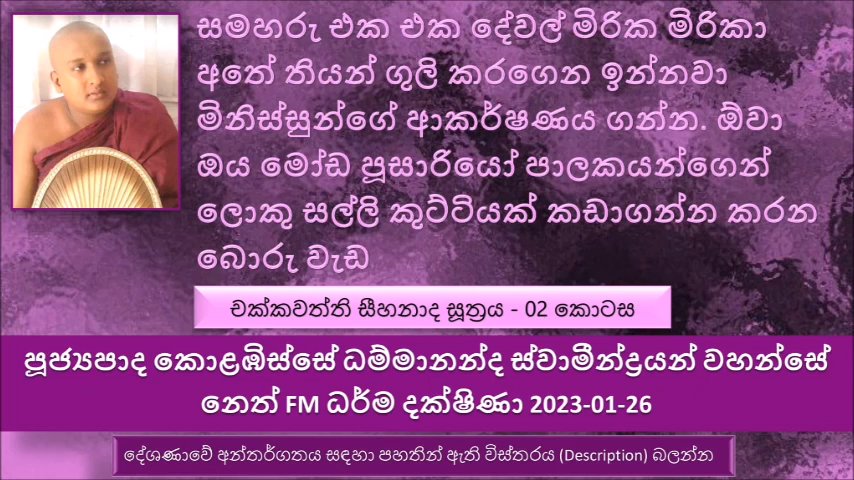 සමහරු එක එක දේවල් මිරික මිරිකා
අතේ තියන් ගුලි කරගෙන ඉන්නවා
මිනිස්සුන්ගේ ආකර්ෂණය ගන්න. ඕවා
ඔය මෝඩ පූසාරියෝ පාලකයන්ගෙන්
ලොකු සල්ලි කුට්ටියක් කඩාගන්න කරන
බොරු වැඩ
චක්කවත්ති සීහනාද සූත්‍රය - 02 කොටස
පූජ්‍යපාද කොළඹිස්සේ ධම්මානන්ද ස්වාමීන්ද්‍රයන් වහන්සේ
නෙත් FM ධර්ම දක්ෂිණා 2023-01-26
දේශණාවේ අන්තර්ගතය සඳහා පහතින් ඇති විස්තරය (Description) බලන්න